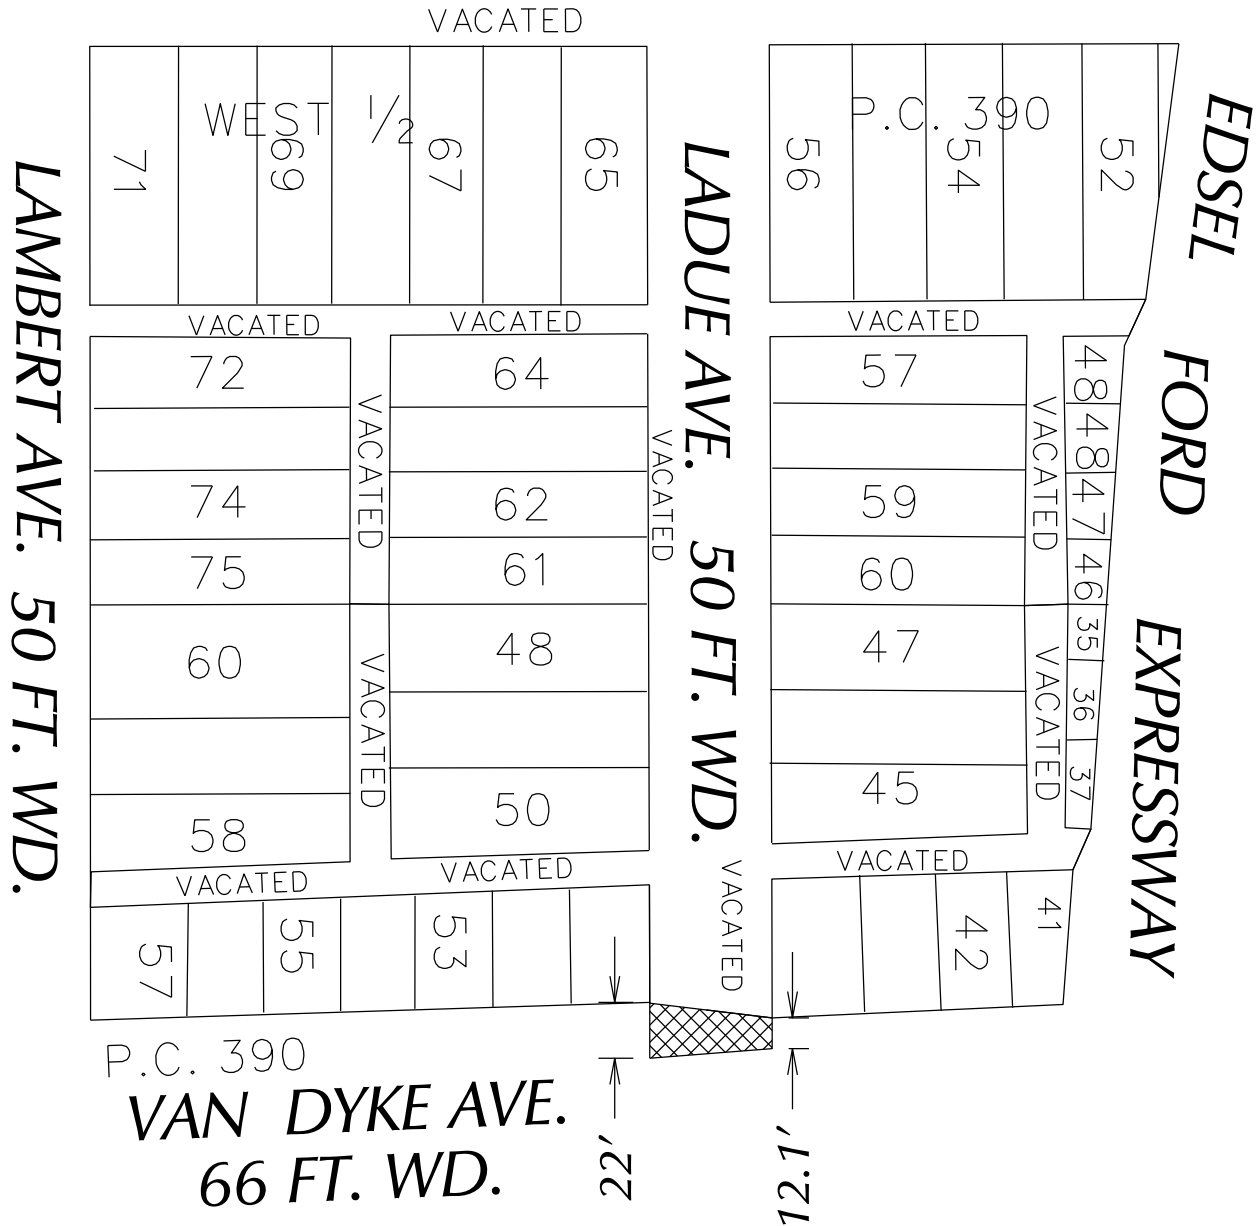 VACATED
WEST 1/2
P.C. 390
71
69
67
65
56
54
52
EDSEL
FORD
EXPRESSWAY
LAMBERT AVE. 50 FT. WD.
LADUE AVE. 50 FT. WD.
VACATED
VACATED
VACATED
72
64
57
48
48
VACATED
VACATED
VACATED
74
62
59
47
75
61
60
46
60
48
47
35
VACATED
VACATED
36
58
50
45
37
VACATED
VACATED
VACATED
VACATED
57
55
53
42
41
P.C. 390
VAN DYKE AVE.
66 FT. WD.
22'
12.1'